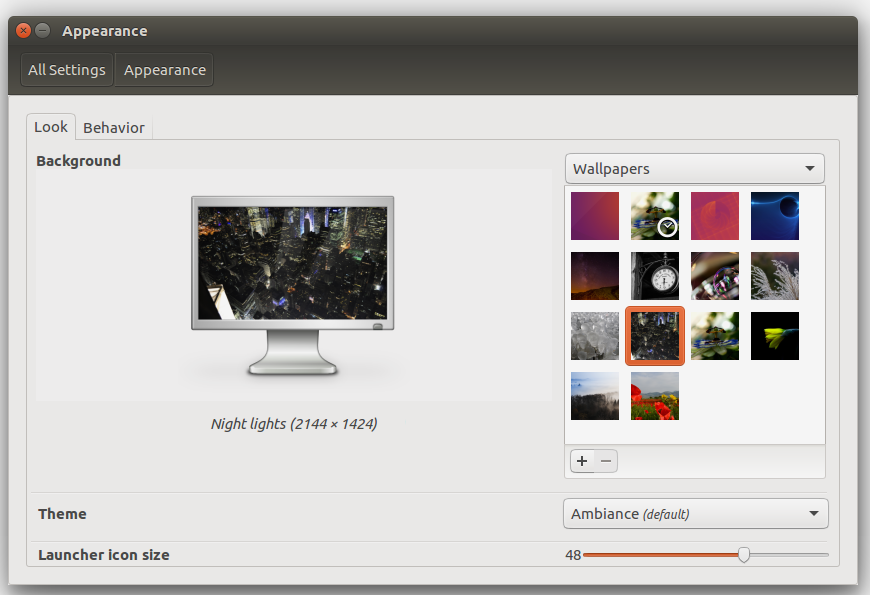 Appearance
All Settings
Appearance
Look
Behavior
Background
Wallpapers
Night lights (2144 × 1424)
+
−
Theme
Ambiance (default)
Launcher icon size
48